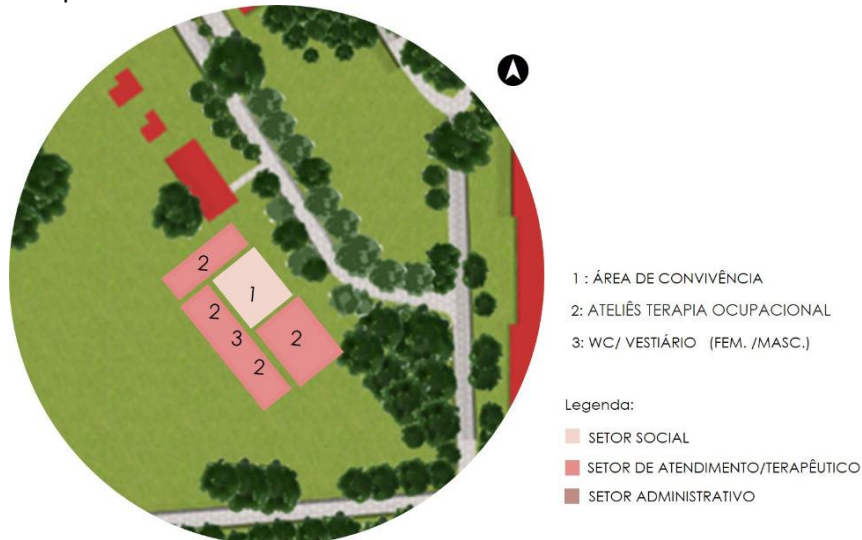 2
1
2
3
2
2
1 : ÁREA DE CONVIVÊNCIA
2: ATELIÊS TERAPIA OCUPACIONAL
3: WC/ VESTIÁRIO (FEM. /MASC.)
Legenda:
SETOR SOCIAL
SETOR DE ATENDIMENTO/TERAPÊUTICO
SETOR ADMINISTRATIVO